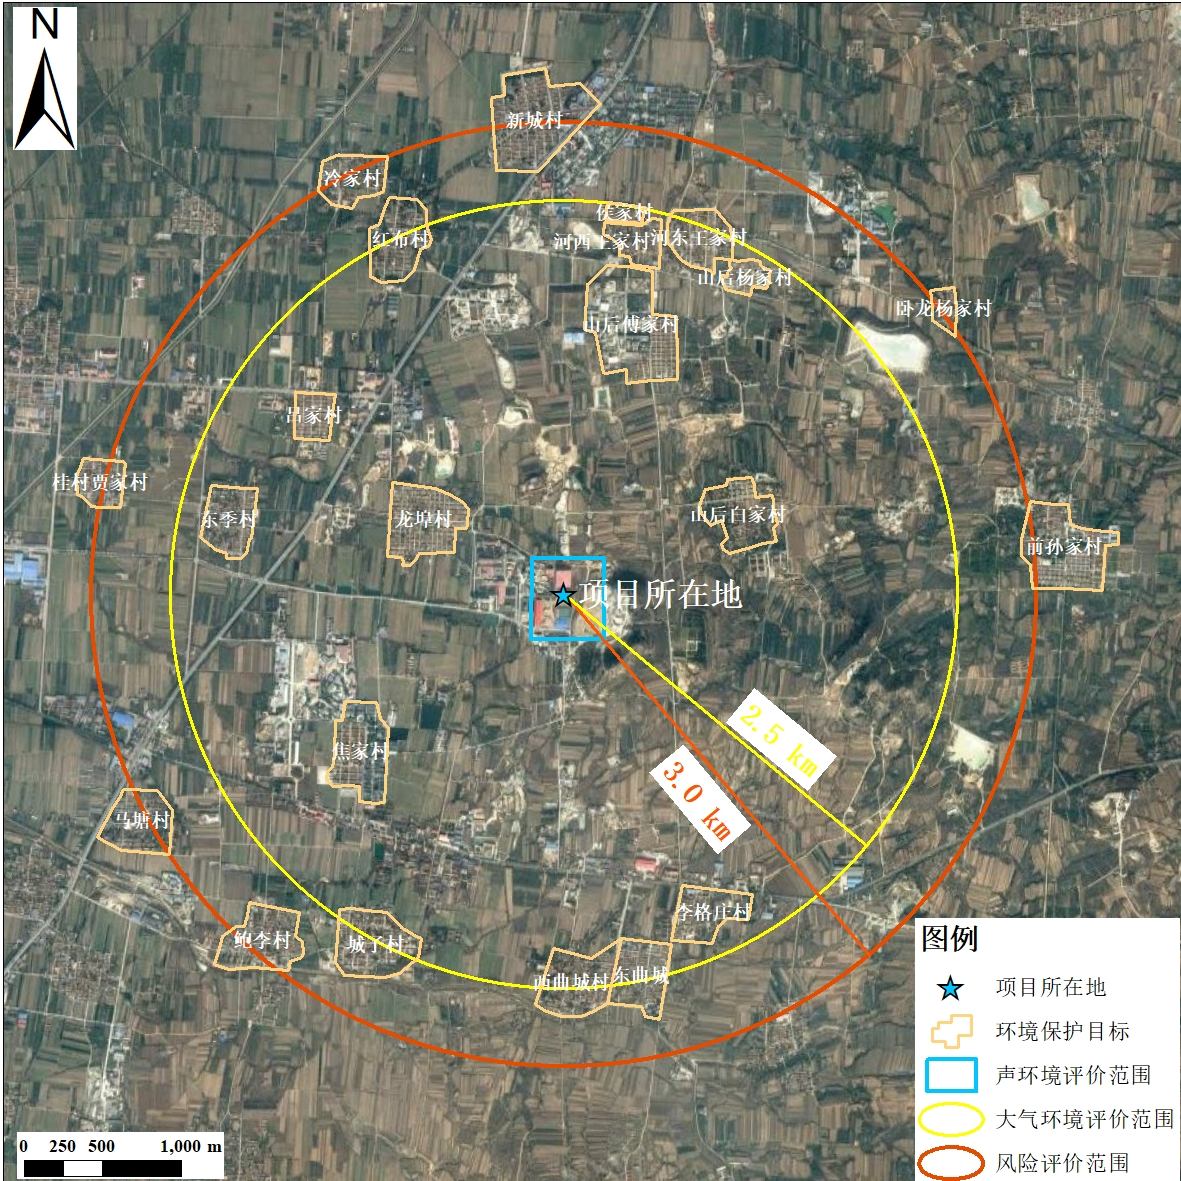 N
新城村
冷家村
侯家村
红布村
河西王家村
河东王家村
山后杨家村
卧龙杨家村
山后傅家村
吕家村
桂村贾家村
东季村
龙埠村
山后白家村
前孙家村
项目所在地
2.5 km
3.0 km
焦家村
马塘村
李格庄村
鲍李村
城子村
西曲城村
东曲城
图例
项目所在地
环境保护目标
声环境评价范围
大气环境评价范围
风险评价范围
0 250 500 1,000 m